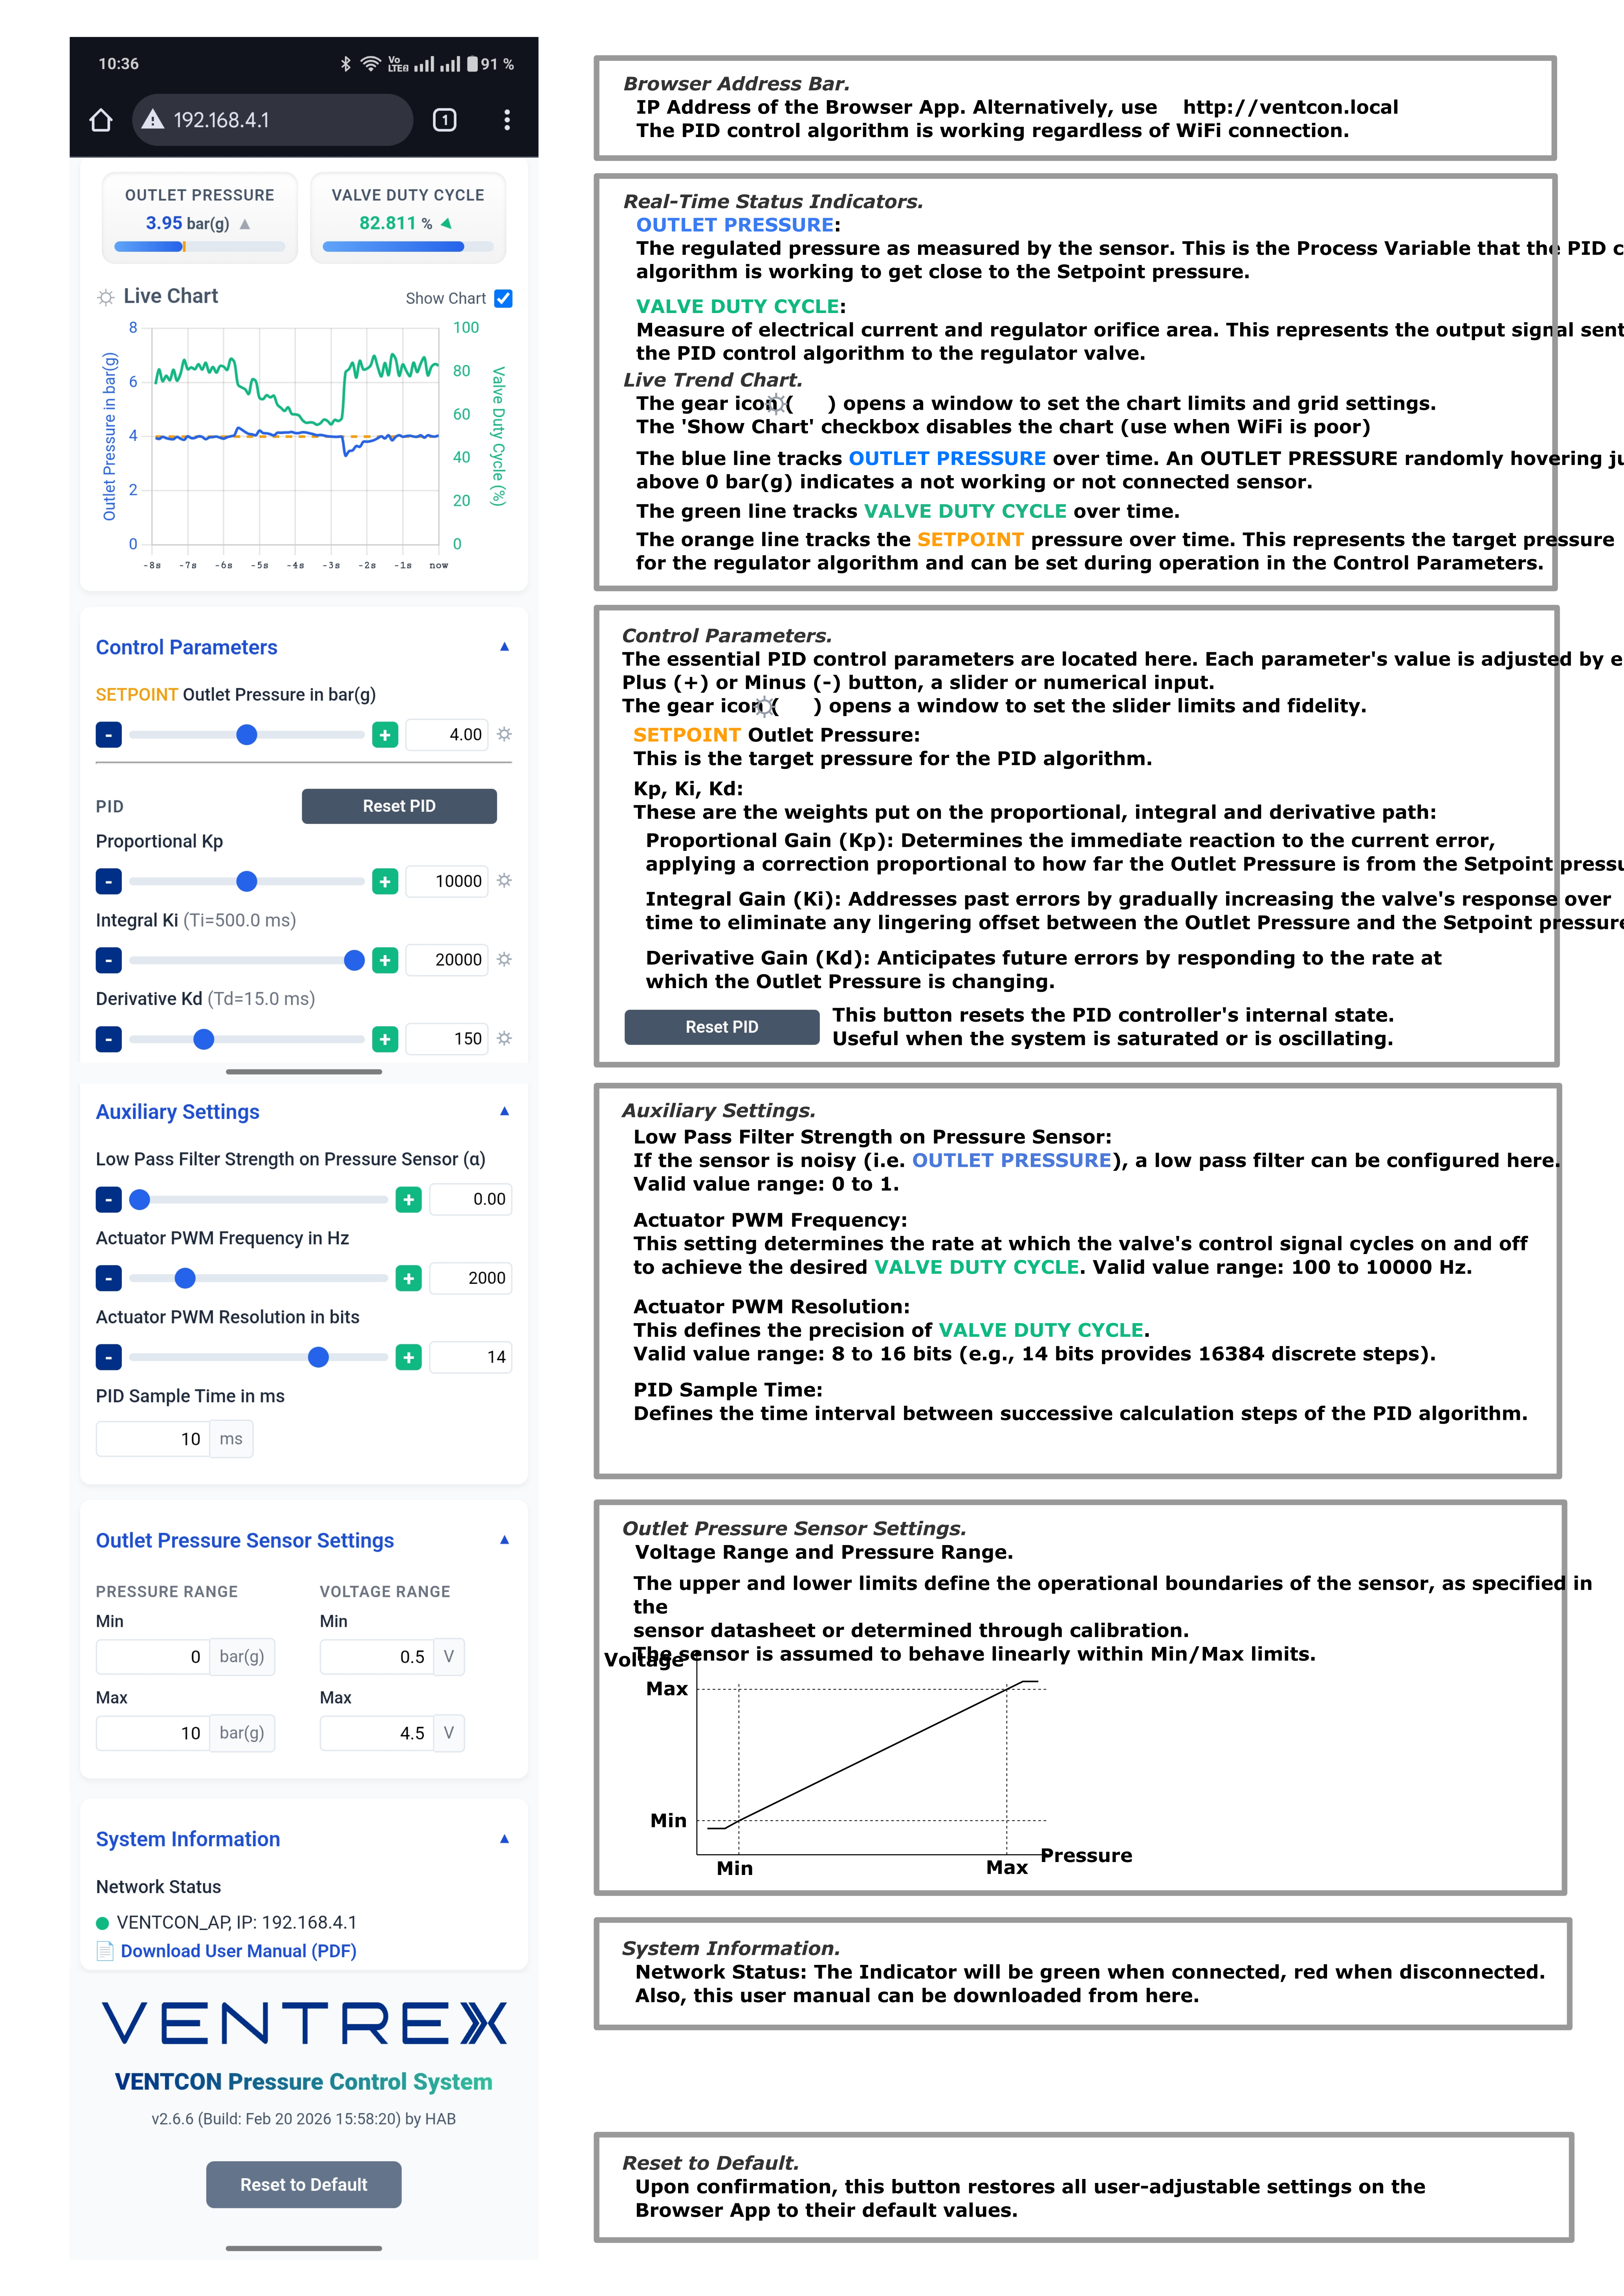 10:36
Vo LTE2
91 %
192.168.4.1
1
OUTLET PRESSURE
3.95 bar(g)
VALVE DUTY CYCLE
82.811 %
Live Chart
Show Chart
Outlet Pressure in bar(g)
8
6
4
2
0
100
80
60
40
20
0
Valve Duty Cycle (%)
-8s -7s -6s -5s -4s -3s -2s -1s now
Control Parameters
SETPOINT Outlet Pressure in bar(g)
- + 4.00
PID
Reset PID
Proportional Kp
- + 10000
Integral Ki (Ti=500.0 ms)
- + 20000
Derivative Kd (Td=15.0 ms)
- + 150
Auxiliary Settings
Low Pass Filter Strength on Pressure Sensor (α)
- + 0.00
Actuator PWM Frequency in Hz
- + 2000
Actuator PWM Resolution in bits
- + 14
PID Sample Time in ms
10 ms
Outlet Pressure Sensor Settings
PRESSURE RANGE
VOLTAGE RANGE
Min
Min
0 bar(g)
0.5 V
Max
Max
10 bar(g)
4.5 V
System Information
Network Status
VENTCON_AP, IP: 192.168.4.1
Download User Manual (PDF)
VENTREX
VENTCON Pressure Control System
v2.6.6 (Build: Feb 20 2026 15:58:20) by HAB
Reset to Default
Browser Address Bar.
IP Address of the Browser App. Alternatively, use http://ventcon.local
The PID control algorithm is working regardless of WiFi connection.
Real-Time Status Indicators.
OUTLET PRESSURE:
The regulated pressure as measured by the sensor. This is the Process Variable that the PID c
algorithm is working to get close to the Setpoint pressure.
VALVE DUTY CYCLE:
Measure of electrical current and regulator orifice area. This represents the output signal sent
the PID control algorithm to the regulator valve.
Live Trend Chart.
The gear icon ( ) opens a window to set the chart limits and grid settings.
The 'Show Chart' checkbox disables the chart (use when WiFi is poor)
The blue line tracks OUTLET PRESSURE over time. An OUTLET PRESSURE randomly hovering ju
above 0 bar(g) indicates a not working or not connected sensor.
The green line tracks VALVE DUTY CYCLE over time.
The orange line tracks the SETPOINT pressure over time. This represents the target pressure
for the regulator algorithm and can be set during operation in the Control Parameters.
Control Parameters.
The essential PID control parameters are located here. Each parameter's value is adjusted by e
Plus (+) or Minus (-) button, a slider or numerical input.
The gear icon ( ) opens a window to set the slider limits and fidelity.
SETPOINT Outlet Pressure:
This is the target pressure for the PID algorithm.
Kp, Ki, Kd:
These are the weights put on the proportional, integral and derivative path:
Proportional Gain (Kp): Determines the immediate reaction to the current error,
applying a correction proportional to how far the Outlet Pressure is from the Setpoint pressu
Integral Gain (Ki): Addresses past errors by gradually increasing the valve's response over
time to eliminate any lingering offset between the Outlet Pressure and the Setpoint pressure
Derivative Gain (Kd): Anticipates future errors by responding to the rate at
which the Outlet Pressure is changing.
Reset PID
This button resets the PID controller's internal state.
Useful when the system is saturated or is oscillating.
Auxiliary Settings.
Low Pass Filter Strength on Pressure Sensor:
If the sensor is noisy (i.e. OUTLET PRESSURE), a low pass filter can be configured here.
Valid value range: 0 to 1.
Actuator PWM Frequency:
This setting determines the rate at which the valve's control signal cycles on and off
to achieve the desired VALVE DUTY CYCLE. Valid value range: 100 to 10000 Hz.
Actuator PWM Resolution:
This defines the precision of VALVE DUTY CYCLE.
Valid value range: 8 to 16 bits (e.g., 14 bits provides 16384 discrete steps).
PID Sample Time:
Defines the time interval between successive calculation steps of the PID algorithm.
Outlet Pressure Sensor Settings.
Voltage Range and Pressure Range.
The upper and lower limits define the operational boundaries of the sensor, as specified in
the
sensor datasheet or determined through calibration.
The sensor is assumed to behave linearly within Min/Max limits.
Voltage
Max
Min
Min
Max
Pressure
System Information.
Network Status: The Indicator will be green when connected, red when disconnected.
Also, this user manual can be downloaded from here.
Reset to Default.
Upon confirmation, this button restores all user-adjustable settings on the
Browser App to their default values.